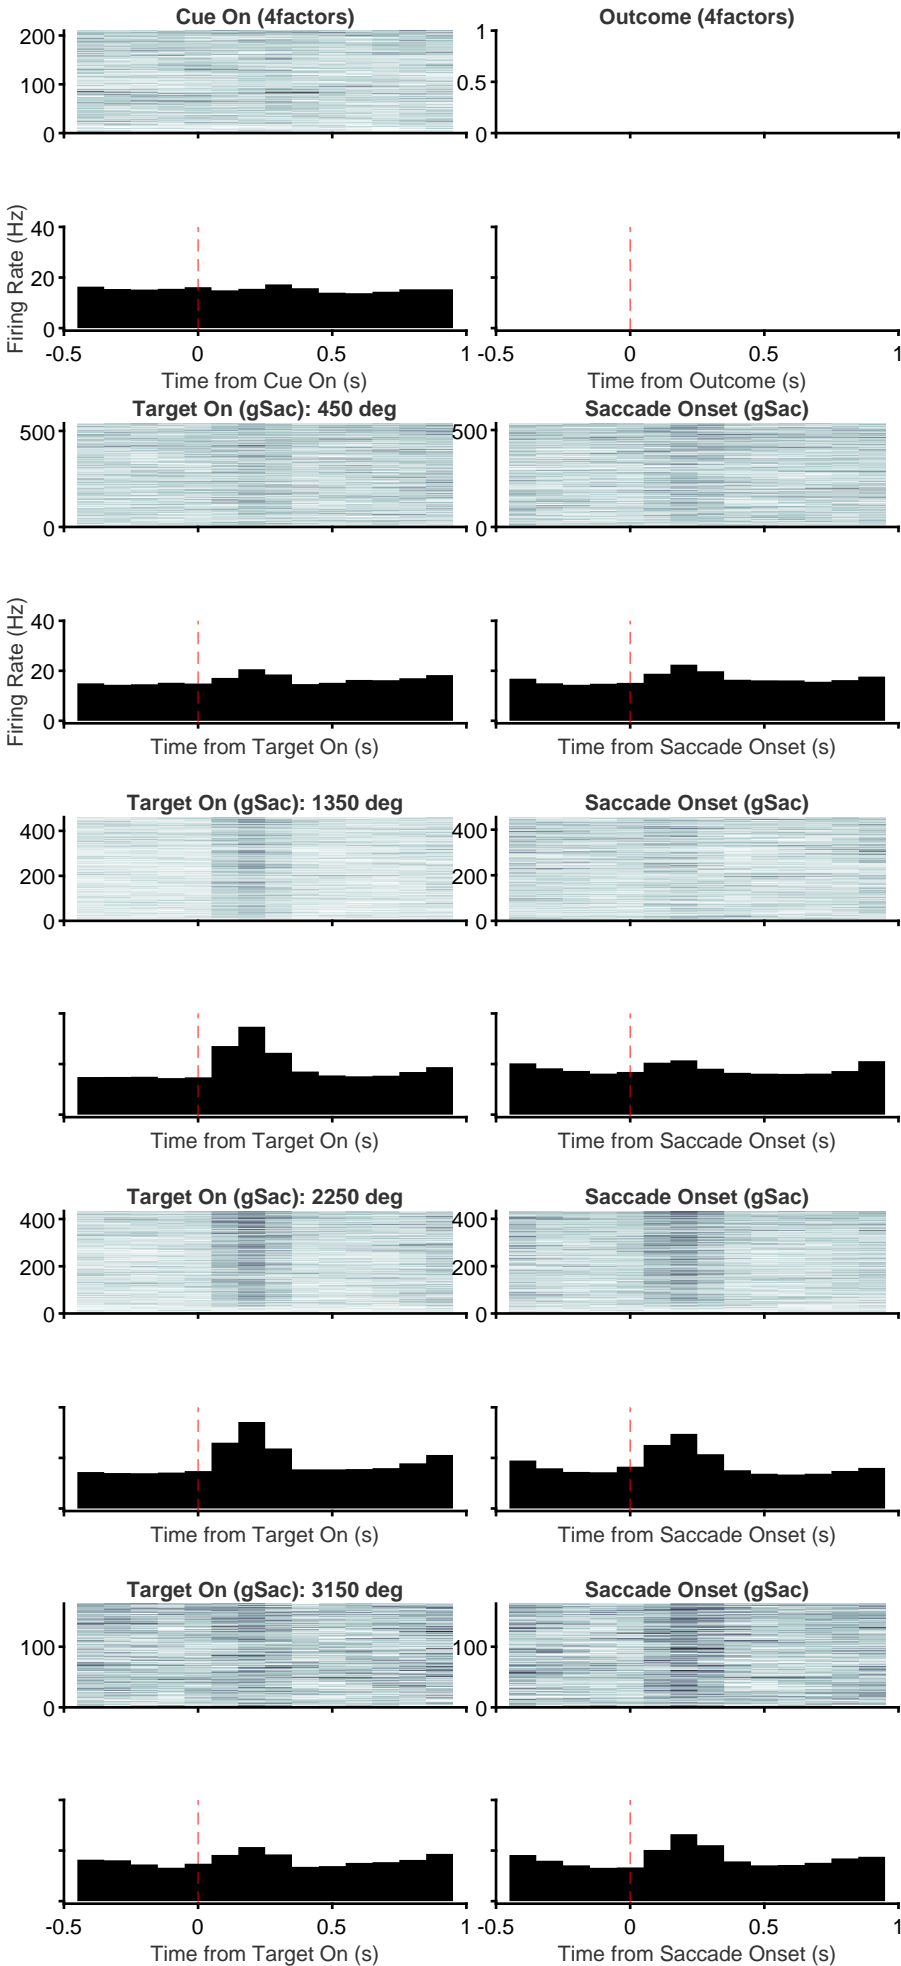 Cue On (4factors) Outcome (4factors)
200
100
0
1
0.5
0
Firing Rate (Hz)
40
20
0
-0.5 0 0.5 1 -0.5 0 0.5 1
Time from Cue On (s) Time from Outcome (s)
Target On (gSac): 450 deg Saccade Onset (gSac)
500 500
0 0
Firing Rate (Hz)
40
20
0
Time from Target On (s) Time from Saccade Onset (s)
Target On (gSac): 1350 deg Saccade Onset (gSac)
400 400
200 200
0 0
Time from Target On (s) Time from Saccade Onset (s)
Target On (gSac): 2250 deg Saccade Onset (gSac)
400 400
200 200
0 0
Time from Target On (s) Time from Saccade Onset (s)
Target On (gSac): 3150 deg Saccade Onset (gSac)
100 100
0 0
-0.5 0 0.5 1 -0.5 0 0.5 1
Time from Target On (s) Time from Saccade Onset (s)